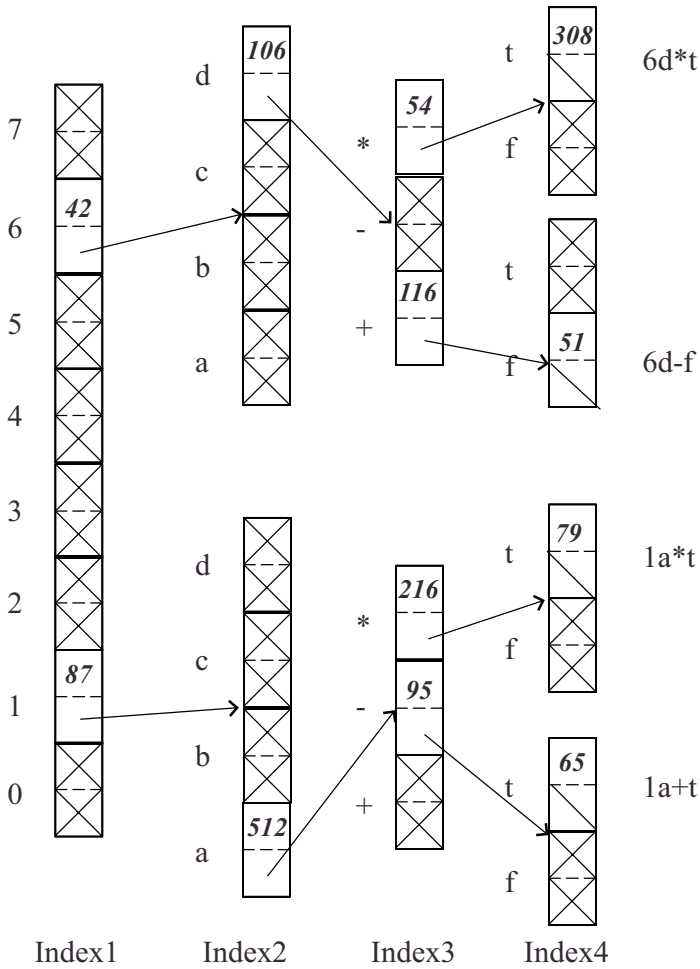 106
308
t
6d*t
d
54
7
*
c
f
42
6
-
b
t
116
5
+
51
a
f
6d-f
4
3
79
t
1a*t
d
216
2
*
c
f
87
95
1
-
b
65
0
t
1a+t
512
+
a
f
Index1 Index2 Index3 Index4